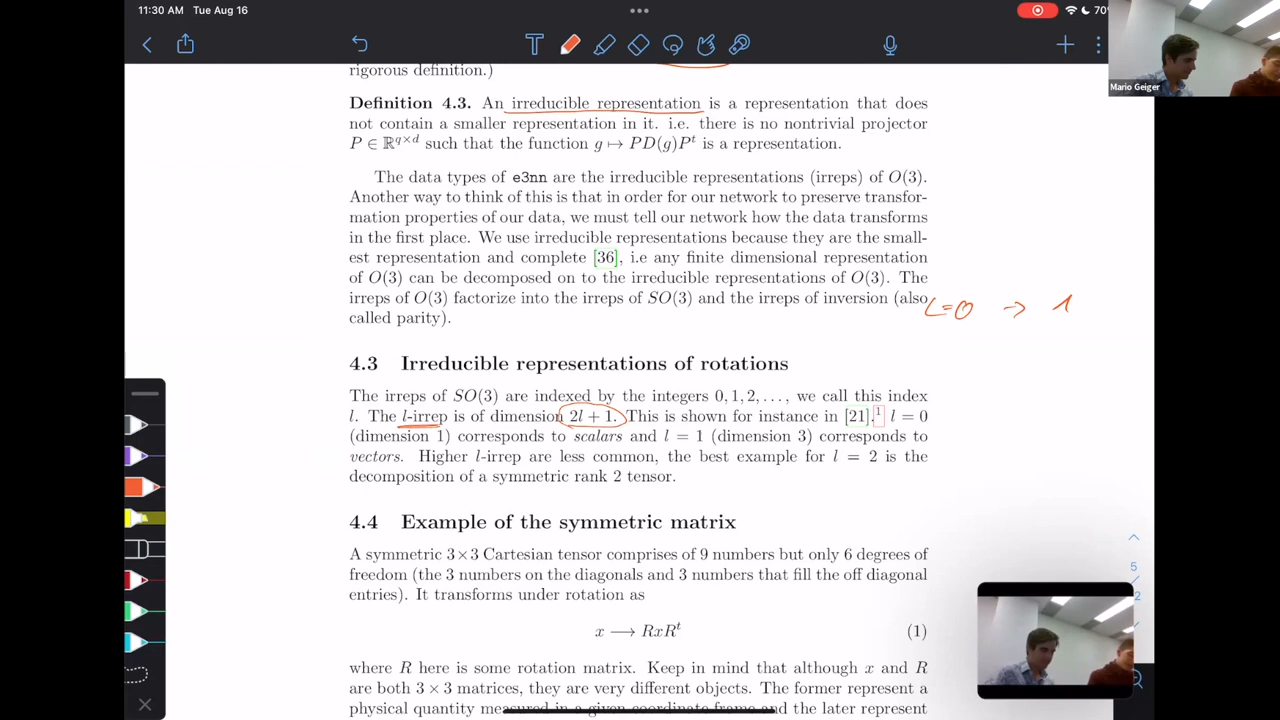 11:30 AM Tue Aug 16
70%
Mario Geiger
rigorous definition.)
Definition 4.3. An irreducible representation is a representation that does
not contain a smaller representation in it. i.e. there is no nontrivial projector
P ∈ ℝ^{q×d} such that the function g ↦ PD(g)P^t is a representation.
The data types of e3nn are the irreducible representations (irreps) of O(3).
Another way to think of this is that in order for our network to preserve transfor-
mation properties of our data, we must tell our network how the data transforms
in the first place. We use irreducible representations because they are the small-
est representation and complete [36], i.e any finite dimensional representation
of O(3) can be decomposed on to the irreducible representations of O(3). The
irreps of O(3) factorize into the irreps of SO(3) and the irreps of inversion (also
called parity).
L=0 → 1
4.3 Irreducible representations of rotations
The irreps of SO(3) are indexed by the integers 0, 1, 2, . . . , we call this index
l. The l-irrep is of dimension 2l + 1. This is shown for instance in [21].¹ l = 0
(dimension 1) corresponds to scalars and l = 1 (dimension 3) corresponds to
vectors. Higher l-irrep are less common, the best example for l = 2 is the
decomposition of a symmetric rank 2 tensor.
4.4 Example of the symmetric matrix
A symmetric 3×3 Cartesian tensor comprises of 9 numbers but only 6 degrees of
freedom (the 3 numbers on the diagonals and 3 numbers that fill the off diagonal
entries). It transforms under rotation as
x ⟶ RxR^t (1)
where R here is some rotation matrix. Keep in mind that although x and R
are both 3 × 3 matrices, they are very different objects. The former represent a
physical quantity measured in a given coordinate frame and the later represent
5
/
2